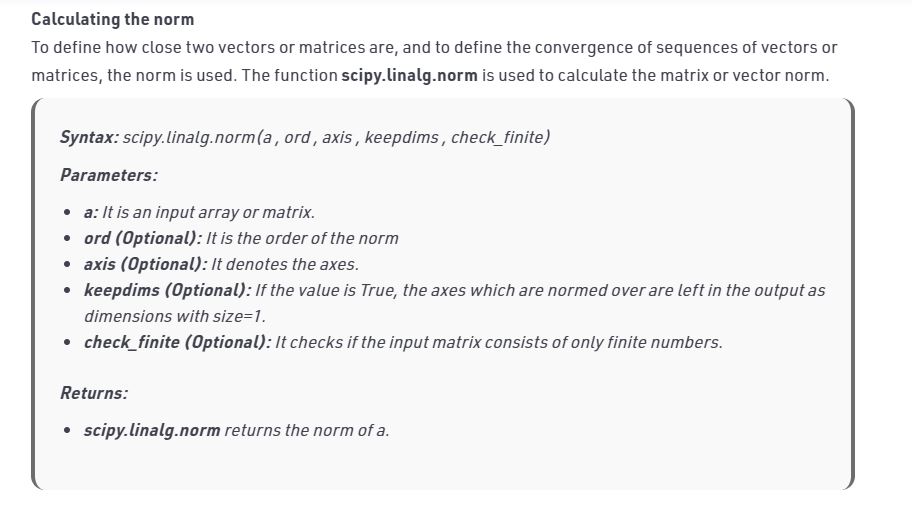 Calculating the norm
To define how close two vectors or matrices are, and to define the convergence of sequences of vectors or
matrices, the norm is used. The function scipy.linalg.norm is used to calculate the matrix or vector norm.
Syntax: scipy.linalg.norm(a , ord , axis , keepdims , check_finite)
Parameters:
• a: It is an input array or matrix.
• ord (Optional): It is the order of the norm
• axis (Optional): It denotes the axes.
• keepdims (Optional): If the value is True, the axes which are normed over are left in the output as
dimensions with size=1.
• check_finite (Optional): It checks if the input matrix consists of only finite numbers.
Returns:
• scipy.linalg.norm returns the norm of a.